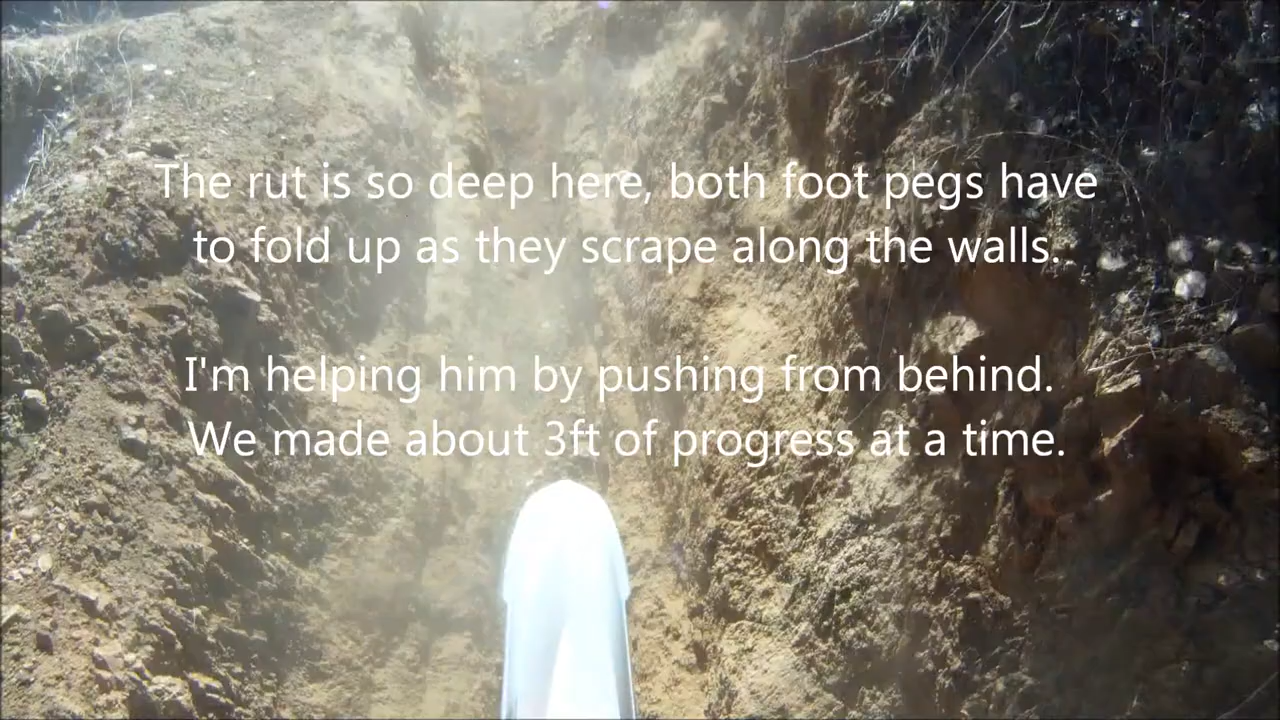 The rut is so deep here, both foot pegs have
to fold up as they scrape along the walls.
I'm helping him by pushing from behind.
We made about 3ft of progress at a time.